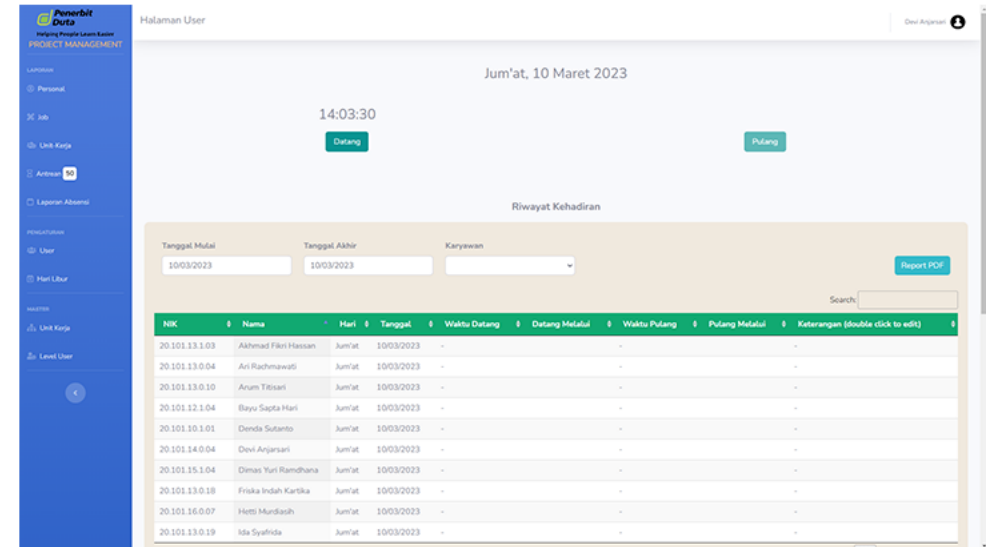 Penerbit
Duta
Helping People Learn Easier
PROJECT MANAGEMENT
LAPORAN
Personal
Job
Unit Kerja
Antrean 50
Laporan Absensi
PENGATURAN
User
Hari Libur
MASTER
Unit Kerja
Level User
Halaman User
Devi Anjarsari
Jum'at, 10 Maret 2023
14:03:30
Datang
Pulang
Riwayat Kehadiran
Tanggal Mulai Tanggal Akhir Karyawan
10/03/2023 10/03/2023
Report PDF
Search:
NIK Nama Hari Tanggal Waktu Datang Datang Melalui Waktu Pulang Pulang Melalui Keterangan (double click to edit)
20.101.13.1.03 Akhmad Fikri Hassan Jum'at 10/03/2023 - - -
20.101.13.0.04 Ari Rachmawati Jum'at 10/03/2023 - - -
20.101.13.0.10 Arum Titisari Jum'at 10/03/2023 - - -
20.101.12.1.04 Bayu Sapta Hari Jum'at 10/03/2023 - - -
20.101.10.1.01 Denda Sutanto Jum'at 10/03/2023 - - -
20.101.14.0.04 Devi Anjarsari Jum'at 10/03/2023 - - -
20.101.15.1.04 Dimas Yuri Ramdhana Jum'at 10/03/2023 - - -
20.101.13.0.18 Friska Indah Kartika Jum'at 10/03/2023 - - -
20.101.16.0.07 Hetti Murdiasih Jum'at 10/03/2023 - - -
20.101.13.0.19 Ida Syafrida Jum'at 10/03/2023 - - -